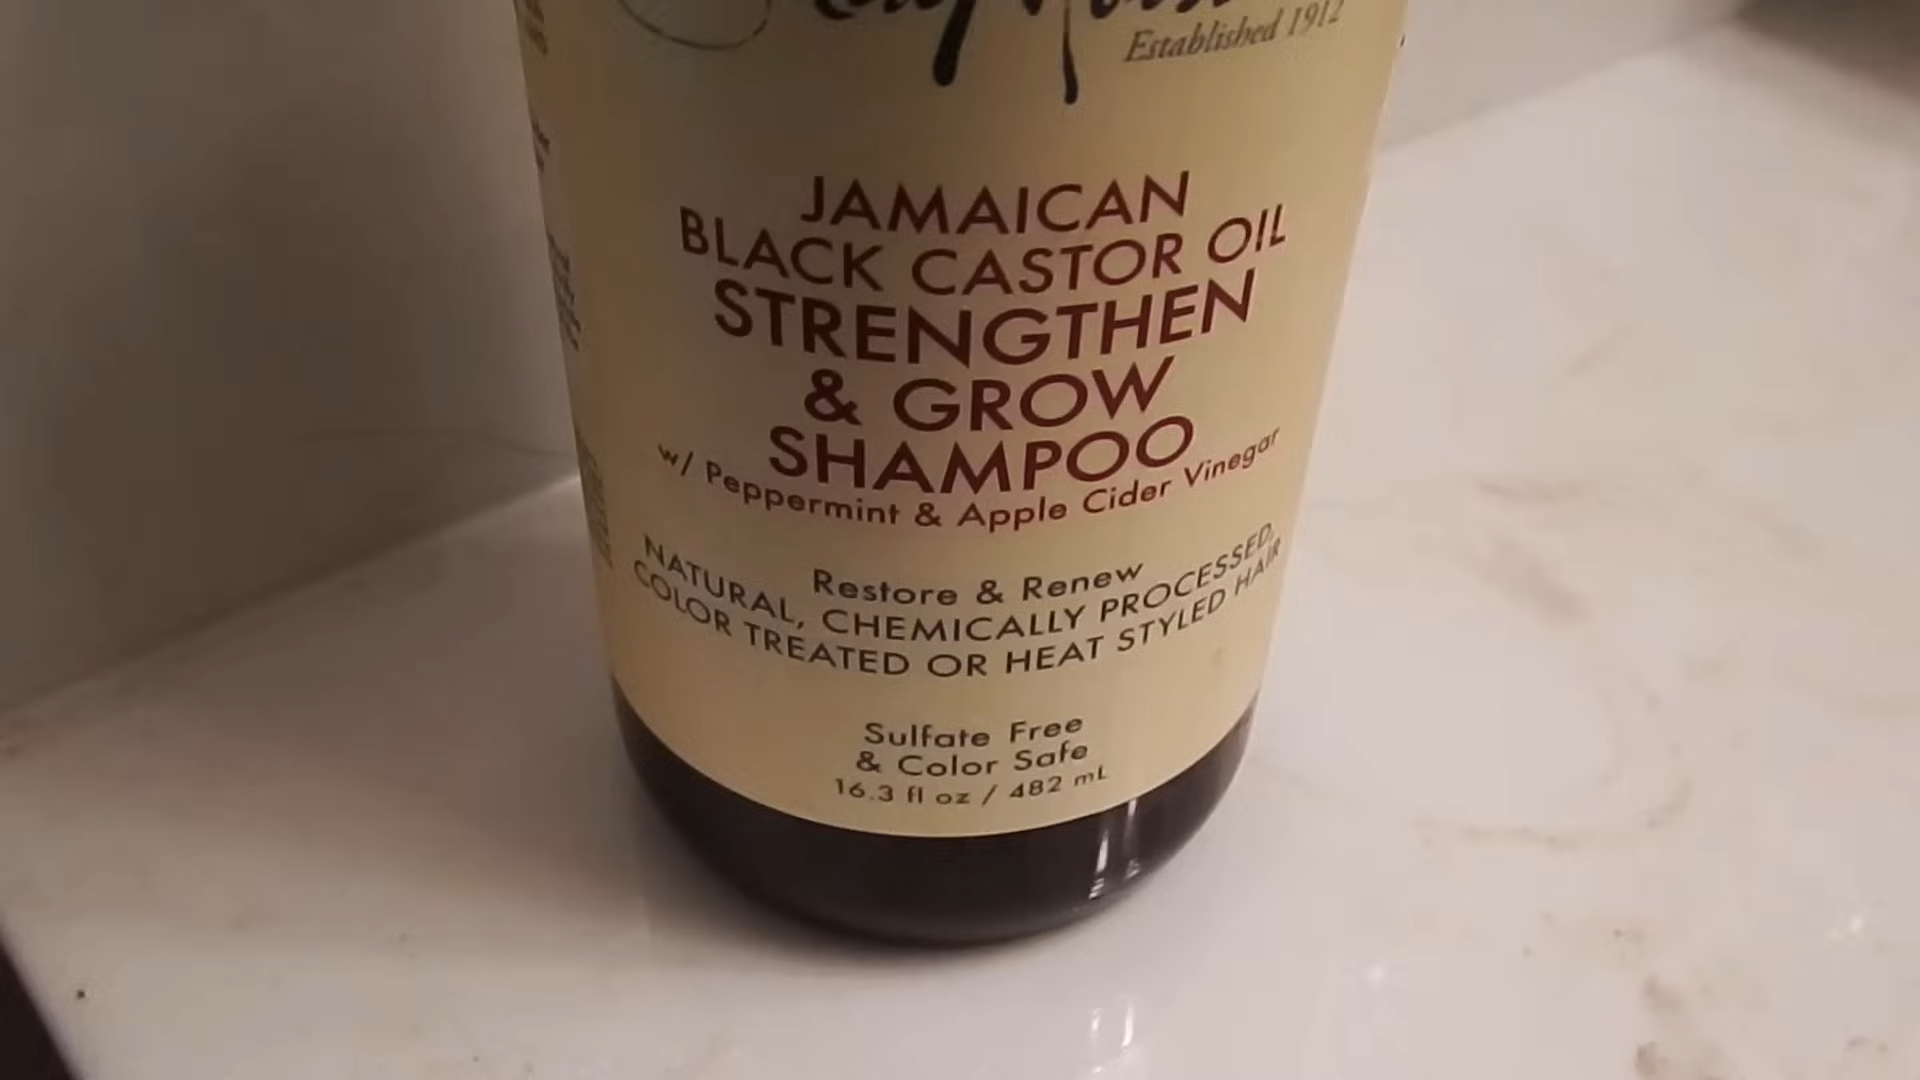 Established 1912
JAMAICAN
BLACK CASTOR OIL
STRENGTHEN
& GROW
SHAMPOO
w/ Peppermint & Apple Cider Vinegar
Restore & Renew
NATURAL, CHEMICALLY PROCESSED,
COLOR TREATED OR HEAT STYLED HAIR
Sulfate Free
& Color Safe
16.3 fl oz / 482 mL